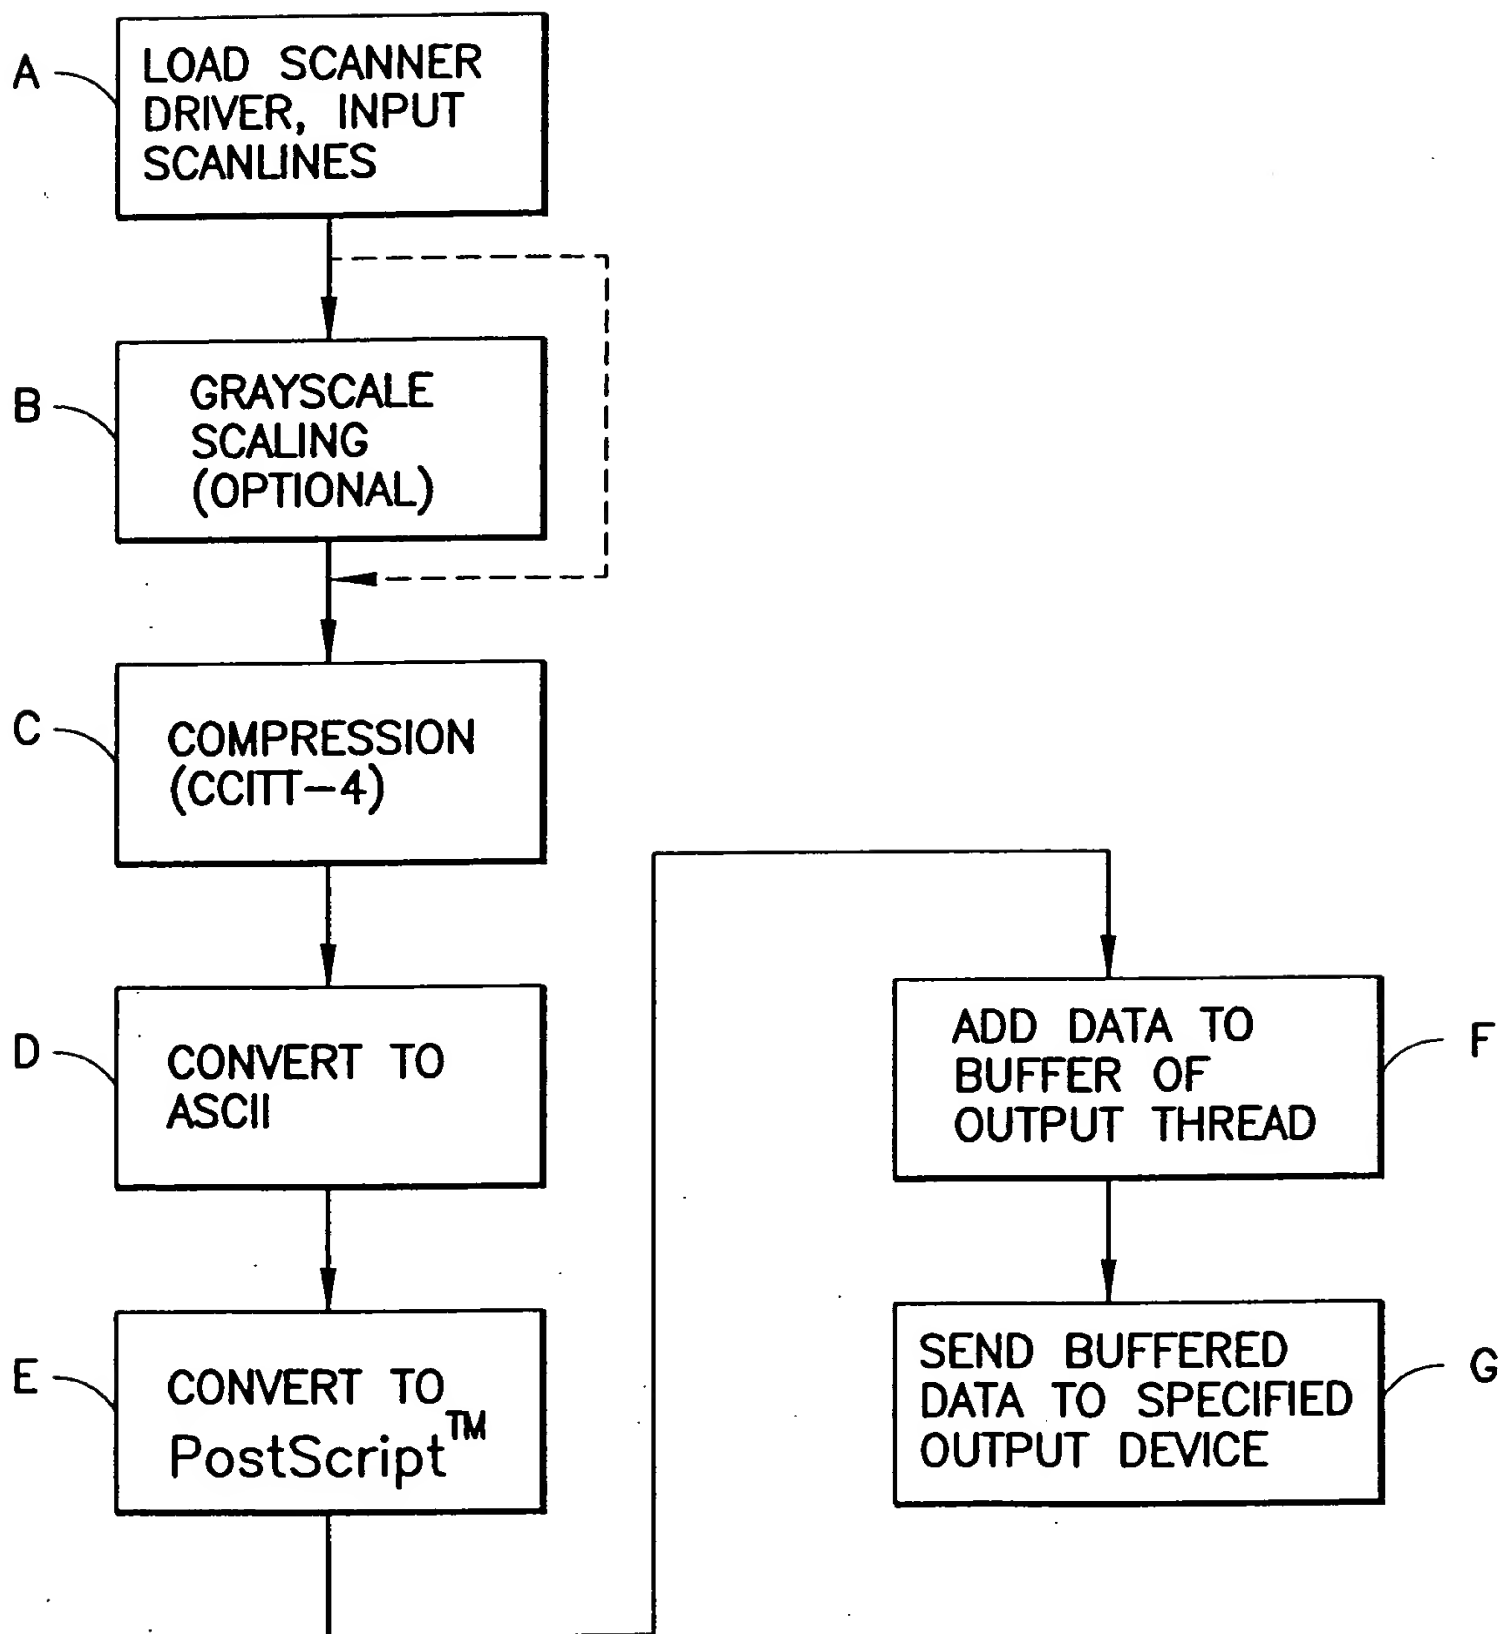 A
LOAD SCANNER
DRIVER, INPUT
SCANLINES
B
GRAYSCALE
SCALING
(OPTIONAL)
C
COMPRESSION
(CCITT-4)
D
CONVERT TO
ASCII
E
CONVERT TO
PostScript™
F
ADD DATA TO
BUFFER OF
OUTPUT THREAD
G
SEND BUFFERED
DATA TO SPECIFIED
OUTPUT DEVICE